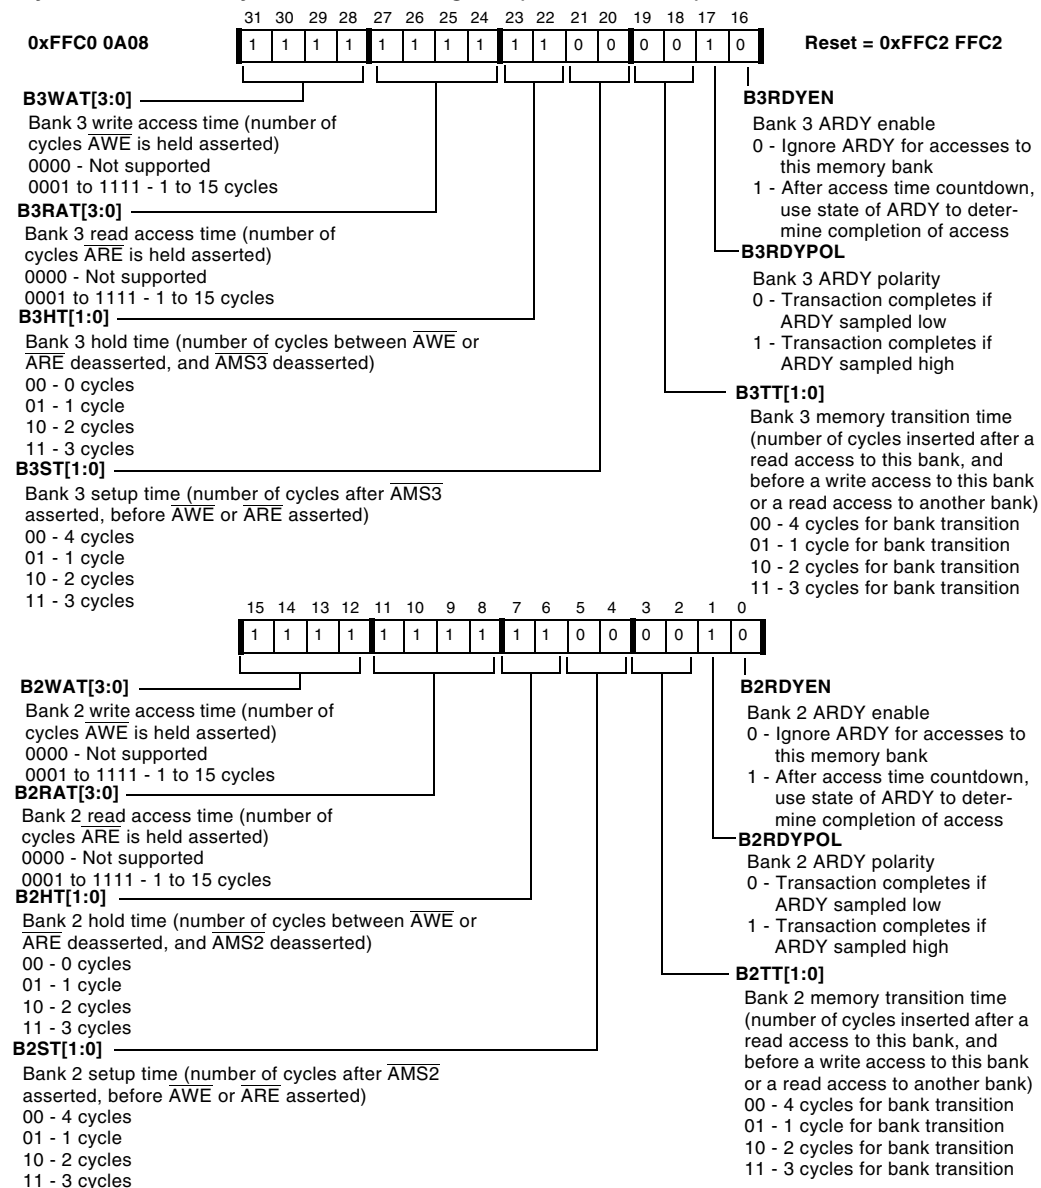 31 30 29 28 27 26 25 24 23 22 21 20 19 18 17 16
0xFFC0 0A08
1 1 1 1 1 1 1 1 1 1 0 0 0 0 1 0
Reset = 0xFFC2 FFC2
B3WAT[3:0]
Bank 3 write access time (number of
cycles AWE is held asserted)
0000 - Not supported
0001 to 1111 - 1 to 15 cycles
B3RAT[3:0]
Bank 3 read access time (number of
cycles ARE is held asserted)
0000 - Not supported
0001 to 1111 - 1 to 15 cycles
B3HT[1:0]
Bank 3 hold time (number of cycles between AWE or
ARE deasserted, and AMS3 deasserted)
00 - 0 cycles
01 - 1 cycle
10 - 2 cycles
11 - 3 cycles
B3ST[1:0]
Bank 3 setup time (number of cycles after AMS3
asserted, before AWE or ARE asserted)
00 - 4 cycles
01 - 1 cycle
10 - 2 cycles
11 - 3 cycles
B3RDYEN
Bank 3 ARDY enable
0 - Ignore ARDY for accesses to
this memory bank
1 - After access time countdown,
use state of ARDY to deter-
mine completion of access
B3RDYPOL
Bank 3 ARDY polarity
0 - Transaction completes if
ARDY sampled low
1 - Transaction completes if
ARDY sampled high
B3TT[1:0]
Bank 3 memory transition time
(number of cycles inserted after a
read access to this bank, and
before a write access to this bank
or a read access to another bank)
00 - 4 cycles for bank transition
01 - 1 cycle for bank transition
10 - 2 cycles for bank transition
11 - 3 cycles for bank transition
15 14 13 12 11 10 9 8 7 6 5 4 3 2 1 0
1 1 1 1 1 1 1 1 1 1 0 0 0 0 1 0
B2WAT[3:0]
Bank 2 write access time (number of
cycles AWE is held asserted)
0000 - Not supported
0001 to 1111 - 1 to 15 cycles
B2RAT[3:0]
Bank 2 read access time (number of
cycles ARE is held asserted)
0000 - Not supported
0001 to 1111 - 1 to 15 cycles
B2HT[1:0]
Bank 2 hold time (number of cycles between AWE or
ARE deasserted, and AMS2 deasserted)
00 - 0 cycles
01 - 1 cycle
10 - 2 cycles
11 - 3 cycles
B2ST[1:0]
Bank 2 setup time (number of cycles after AMS2
asserted, before AWE or ARE asserted)
00 - 4 cycles
01 - 1 cycle
10 - 2 cycles
11 - 3 cycles
B2RDYEN
Bank 2 ARDY enable
0 - Ignore ARDY for accesses to
this memory bank
1 - After access time countdown,
use state of ARDY to deter-
mine completion of access
B2RDYPOL
Bank 2 ARDY polarity
0 - Transaction completes if
ARDY sampled low
1 - Transaction completes if
ARDY sampled high
B2TT[1:0]
Bank 2 memory transition time
(number of cycles inserted after a
read access to this bank, and
before a write access to this bank
or a read access to another bank)
00 - 4 cycles for bank transition
01 - 1 cycle for bank transition
10 - 2 cycles for bank transition
11 - 3 cycles for bank transition